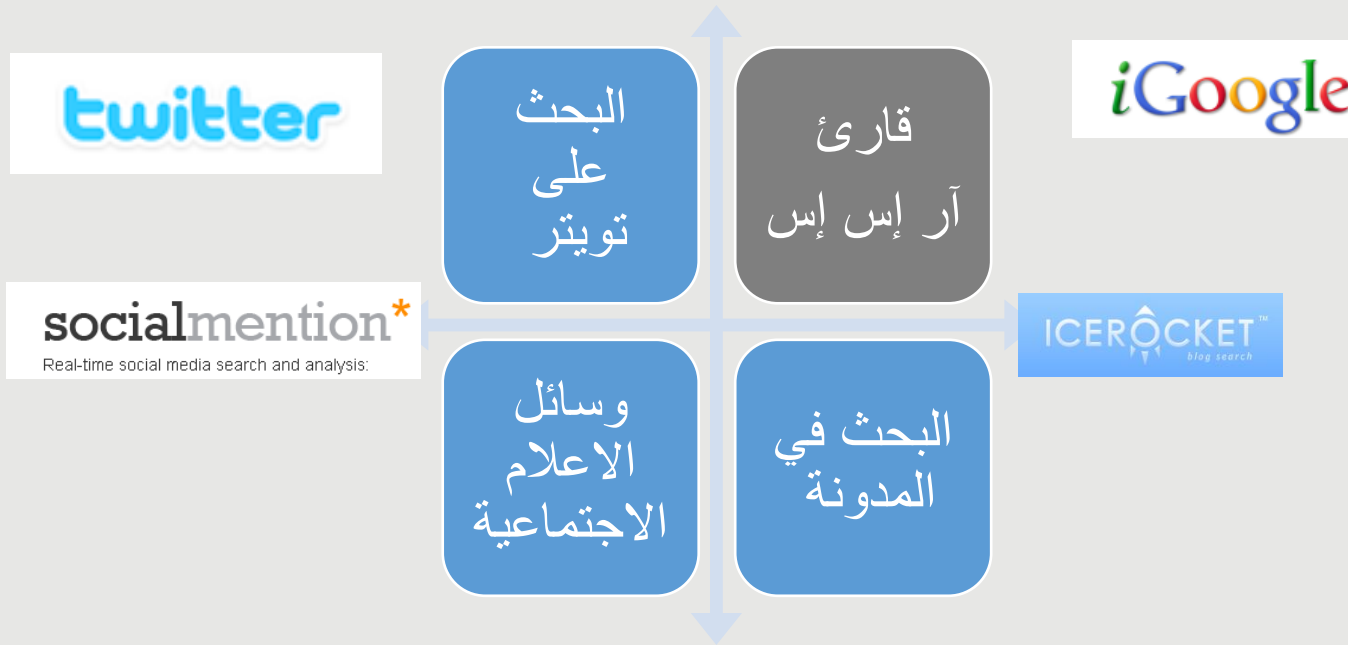 twitter
البحث
على
تويتر
قارئ
آر إس إس
iGoogle
socialmention*
Real-time social media search and analysis:
ICEROCKET™
blog search
وسائل
الاعلام
الاجتماعية
البحث في
المدونة